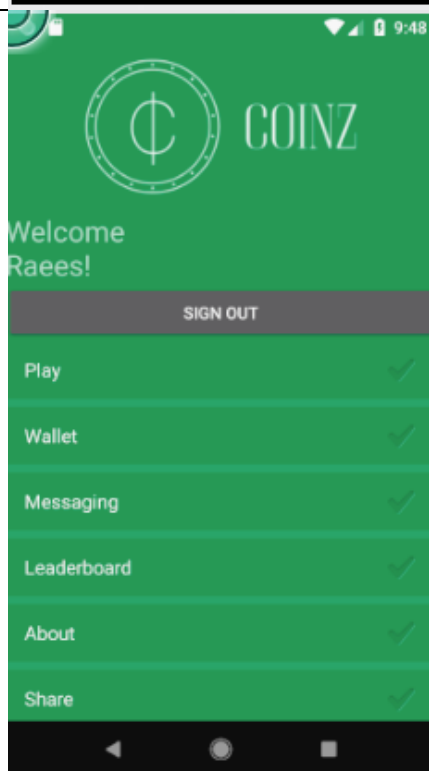 9:48
COINZ
Welcome
Raees!
SIGN OUT
Play
Wallet
Messaging
Leaderboard
About
Share